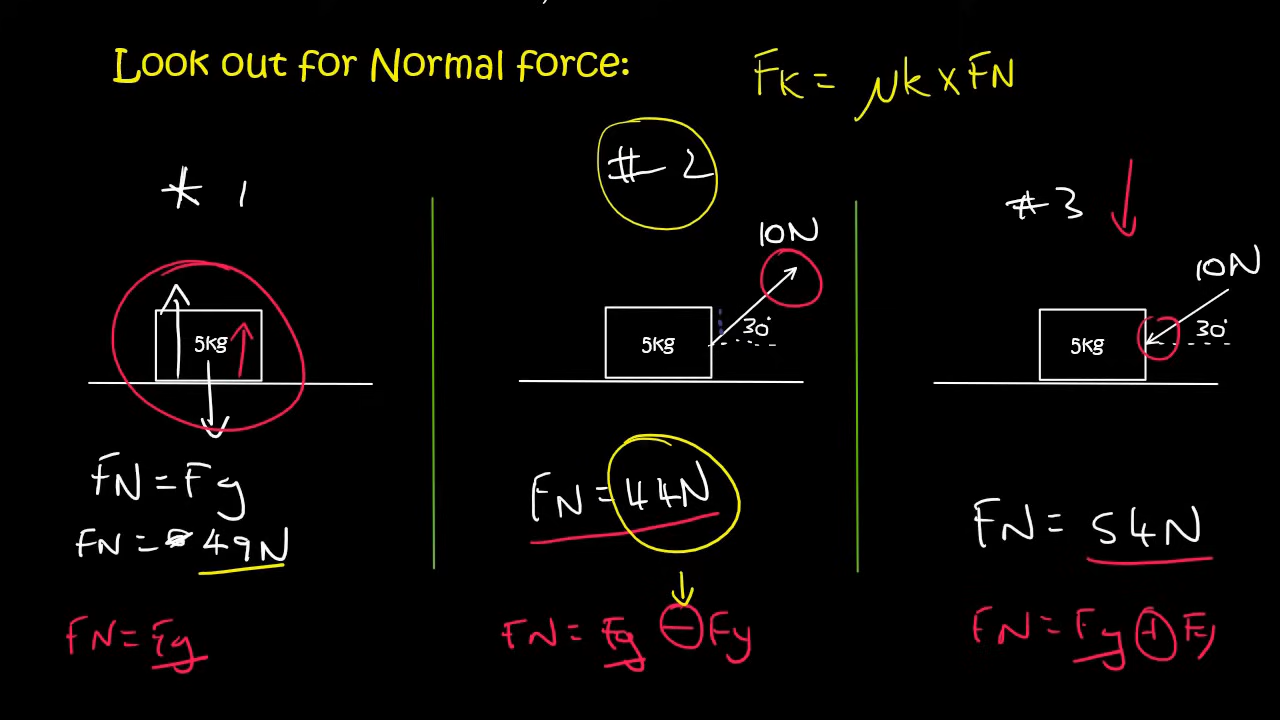 Look out for Normal force:
FK = μk x FN
* 1
# 2
# 3
10N
10N
5kg
5kg
30°
5kg
30°
FN = Fg
FN = 49N
FN = 44N
FN = 54N
FN = Fg
FN = Fg - Fy
FN = Fg + Fy